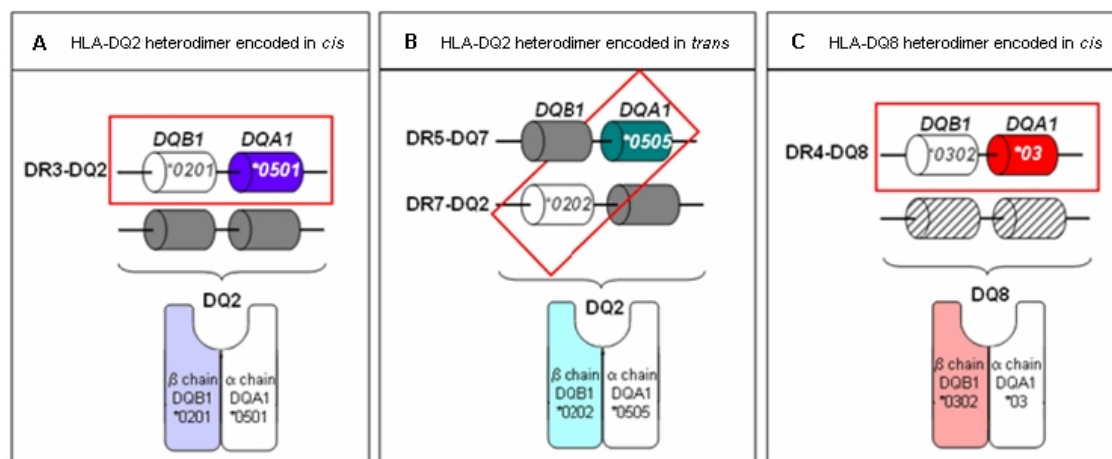 A HLA-DQ2 heterodimer encoded in cis
DQB1 DQA1
DR3-DQ2 *0201 *0501
DQ2
β chain α chain
DQB1 DQA1
*0201 *0501
B HLA-DQ2 heterodimer encoded in trans
DQB1 DQA1
DR5-DQ7 *0505
DR7-DQ2 *0202
DQ2
β chain α chain
DQB1 DQA1
*0202 *0505
C HLA-DQ8 heterodimer encoded in cis
DQB1 DQA1
DR4-DQ8 *0302 *03
DQ8
β chain α chain
DQB1 DQA1
*0302 *03